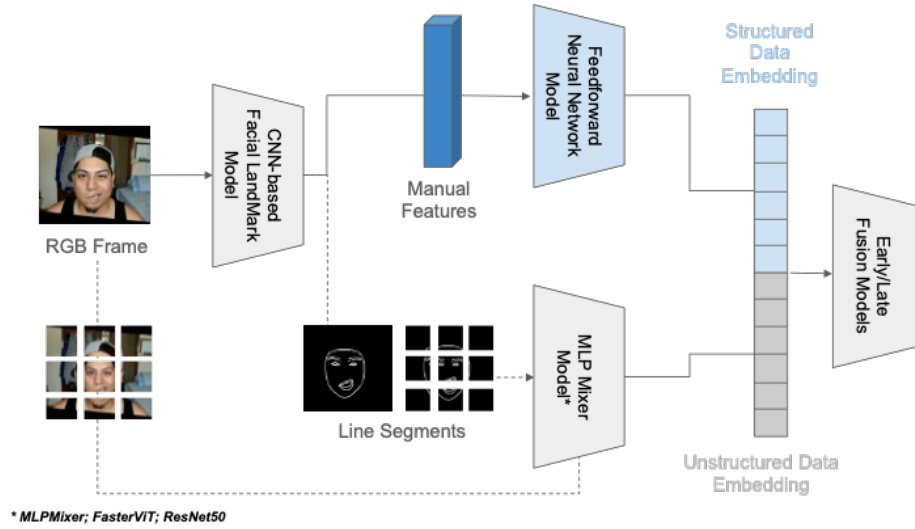 RGB Frame
CNN-based
Facial LandMark
Model
Manual
Features
Feedforward
Neural Network
Model
Structured
Data
Embedding
Line Segments
MLP Mixer
Model*
Early/Late
Fusion Models
Unstructured Data
Embedding
* MLPMixer; FasterViT; ResNet50